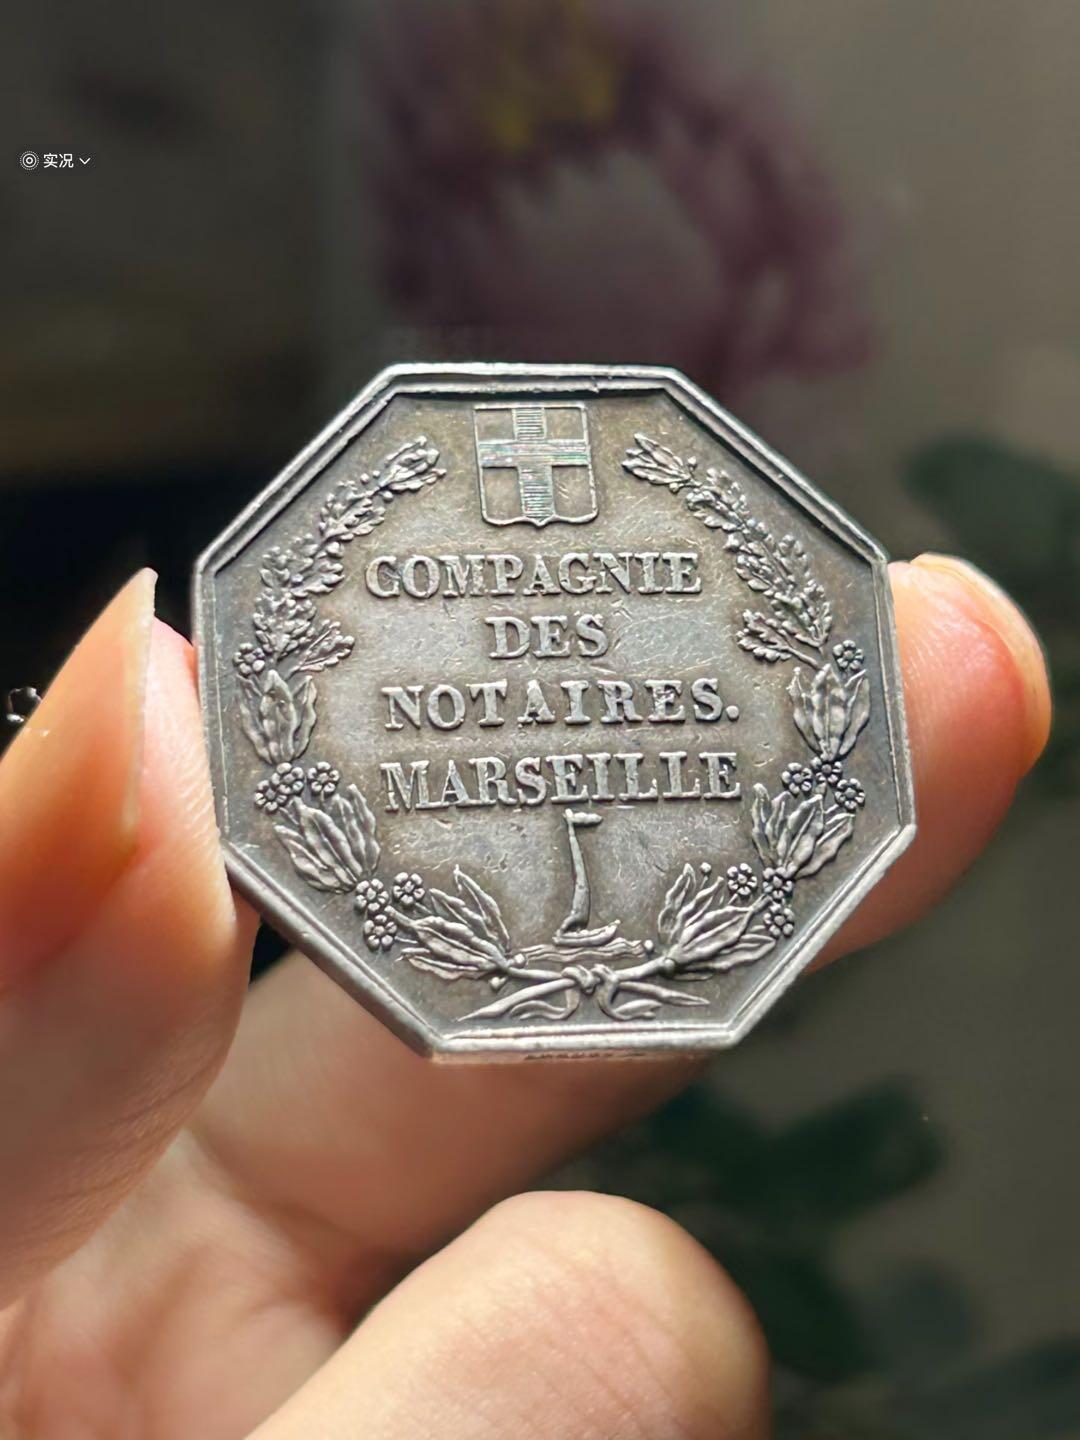 实况
COMPAGNIE
DES
NOTAIRES.
MARSEILLE